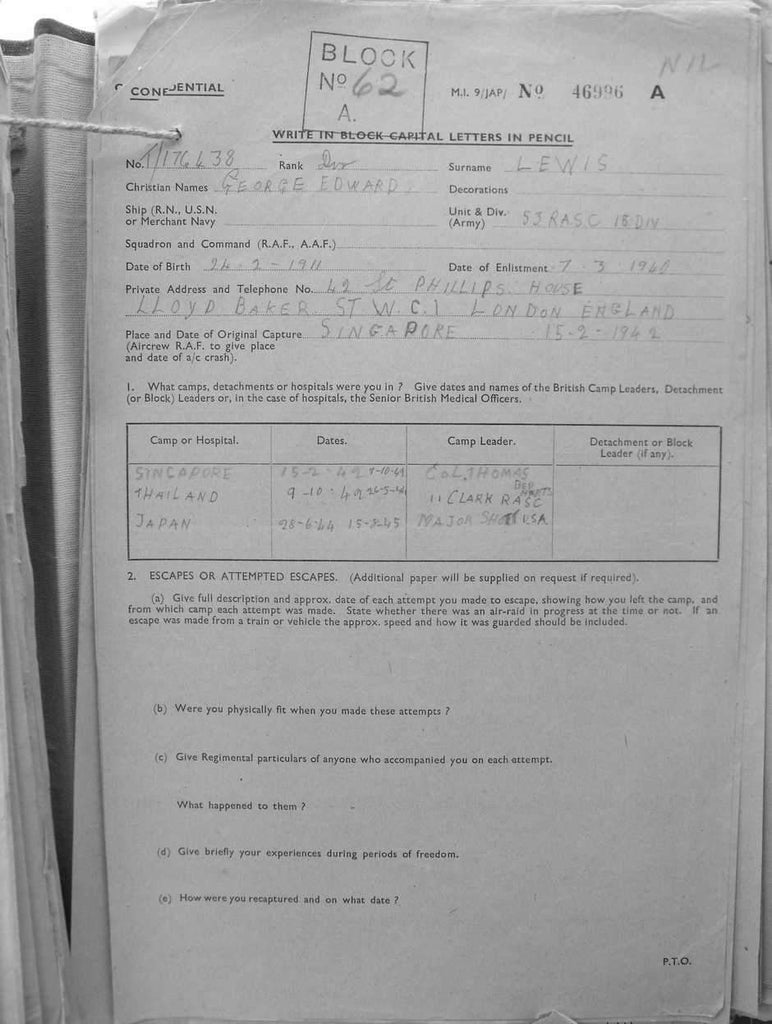 BLOCK
Nº 62
A.
NIL
CONFIDENTIAL
M.I. 9/JAP/ Nº 46996 A
WRITE IN BLOCK CAPITAL LETTERS IN PENCIL
No. T/176438 Rank Dvr Surname LEWIS
Christian Names GEORGE EDWARD Decorations
Ship (R.N., U.S.N. or Merchant Navy
Unit & Div. (Army) 53 RASC 18 DIV
Squadron and Command (R.A.F., A.A.F.)
Date of Birth 24-2-1911 Date of Enlistment 7 3 1940
Private Address and Telephone No. 42 St PHILLIPS HOUSE
LLOYD BAKER ST W.C.1 LONDON ENGLAND
Place and Date of Original Capture SINGAPORE 15-2-1942
(Aircrew R.A.F. to give place
and date of a/c crash).
1. What camps, detachments or hospitals were you in ? Give dates and names of the British Camp Leaders, Detachment
(or Block) Leaders or, in the case of hospitals, the Senior British Medical Officers.
Camp or Hospital. Dates. Camp Leader. Detachment or Block
Leader (if any).
SINGAPORE 15-2-42 COL. THOMAS
THAILAND 9-10-42 11 CLARK RASC
JAPAN 28-6-44 15-8-45 MAJOR USA
2. ESCAPES OR ATTEMPTED ESCAPES. (Additional paper will be supplied on request if required).
(a) Give full description and approx. date of each attempt you made to escape, showing how you left the camp, and
from which camp each attempt was made. State whether there was an air-raid in progress at the time or not. If an
escape was made from a train or vehicle the approx. speed and how it was guarded should be included.
(b) Were you physically fit when you made these attempts ?
(c) Give Regimental particulars of anyone who accompanied you on each attempt.
What happened to them ?
(d) Give briefly your experiences during periods of freedom.
(e) How were you recaptured and on what date ?
P.T.O.